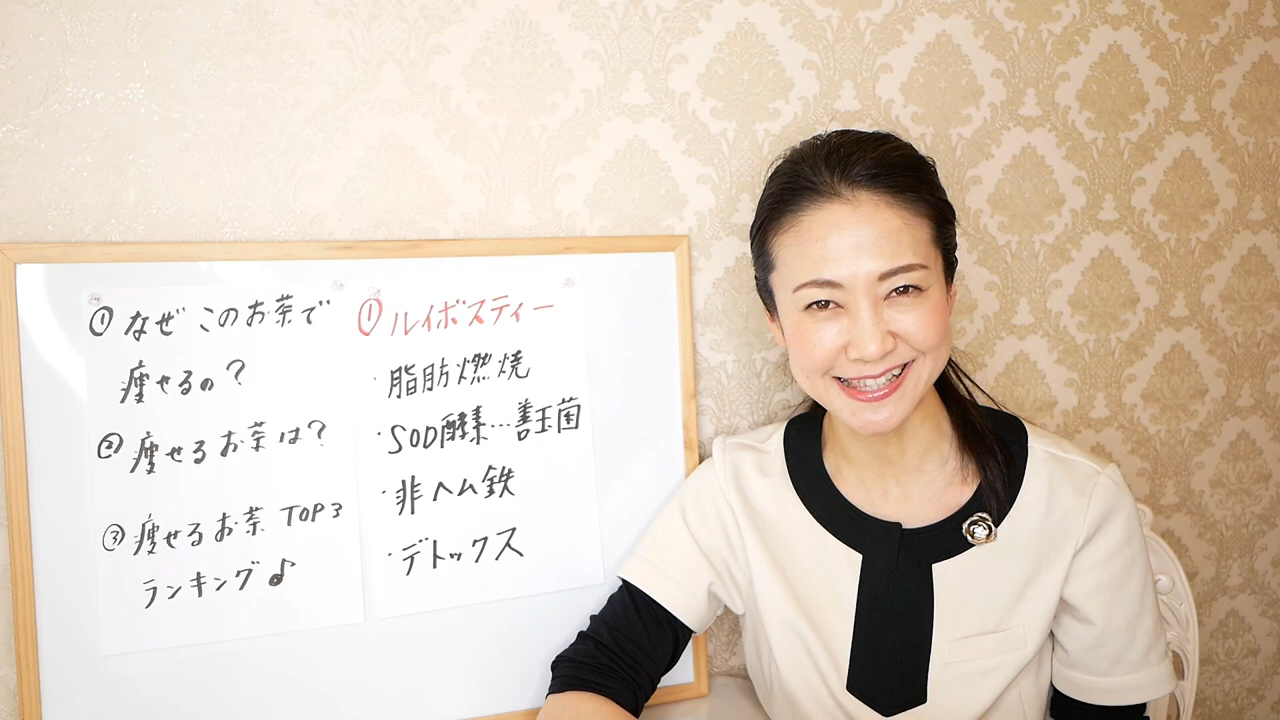 ① なぜ このお茶で
痩せるの？
② 痩せる お茶 は？
③ 痩せる お茶 TOP3
ランキング♪
① ルイボスティー
・脂肪燃焼
・SOD酵素…善玉菌
・非ヘム鉄
・デトックス